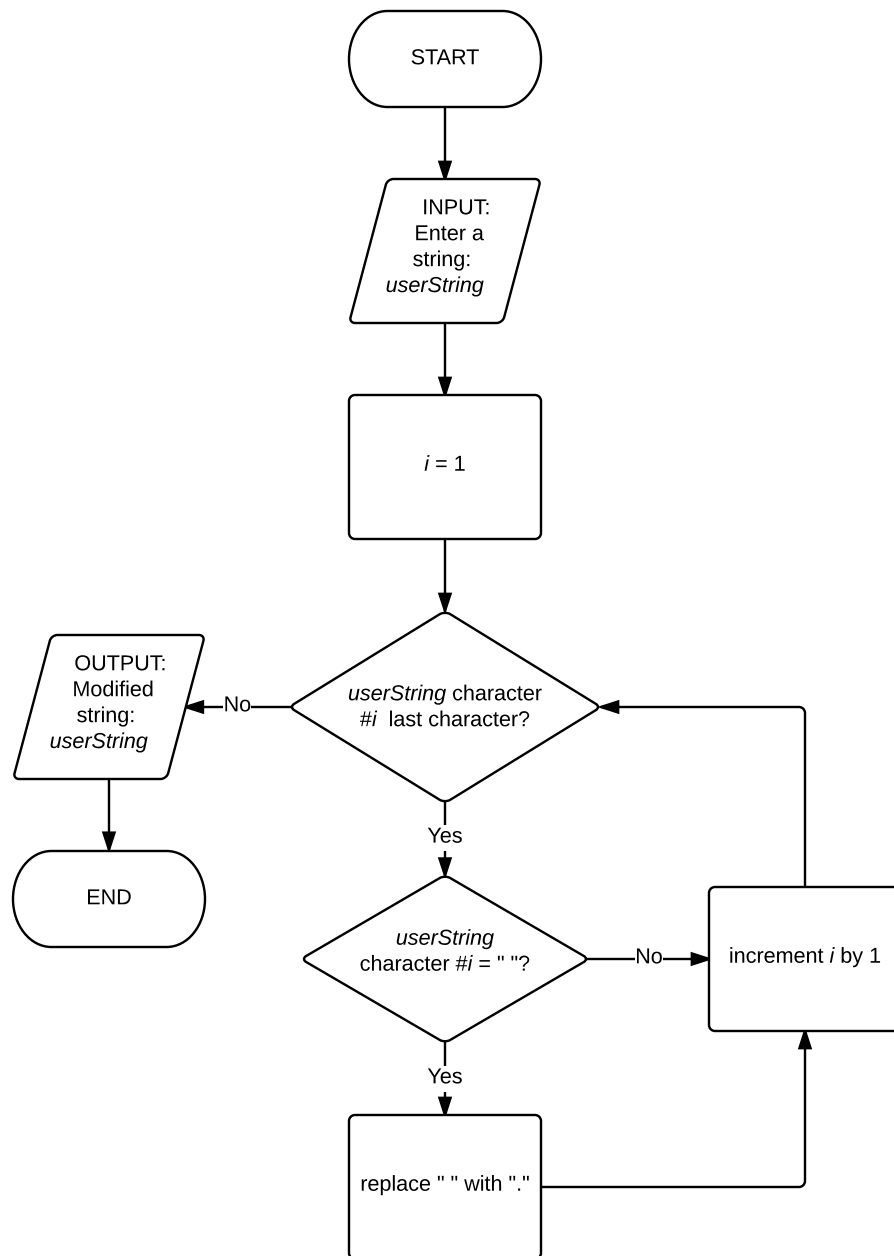 START
INPUT:
Enter a
string:
userString
i = 1
userString character
#i last character?
No
OUTPUT:
Modified
string:
userString
END
Yes
userString
character #i = " "?
No
increment i by 1
Yes
replace " " with "."